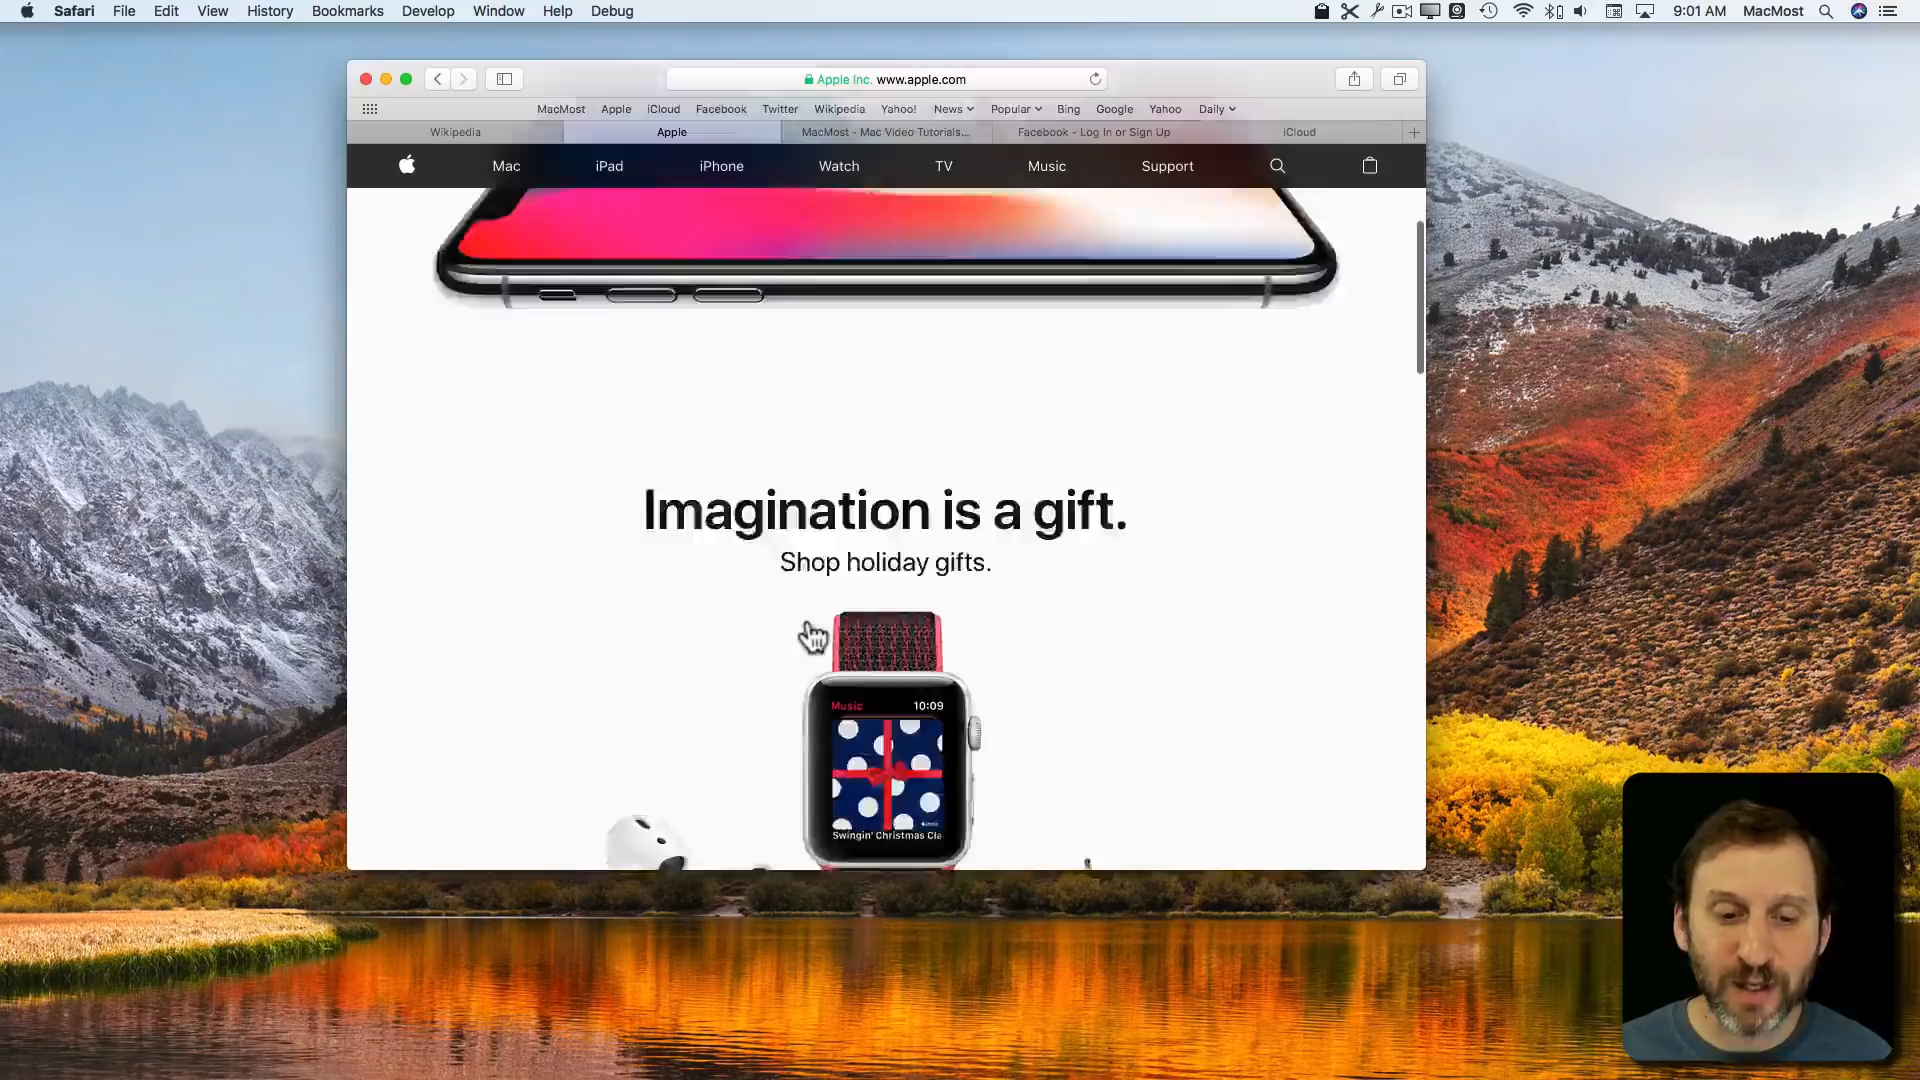 Safari File Edit View History Bookmarks Develop Window Help Debug 9:01 AM MacMost
Apple Inc. www.apple.com
MacMost Apple iCloud Facebook Twitter Wikipedia Yahoo! News Popular Bing Google Yahoo Daily
Wikipedia Apple MacMost - Mac Video Tutorials... Facebook - Log In or Sign Up iCloud
Mac iPad iPhone Watch TV Music Support
Imagination is a gift.
Shop holiday gifts.
Music 10:09
Swingin' Christmas Cla